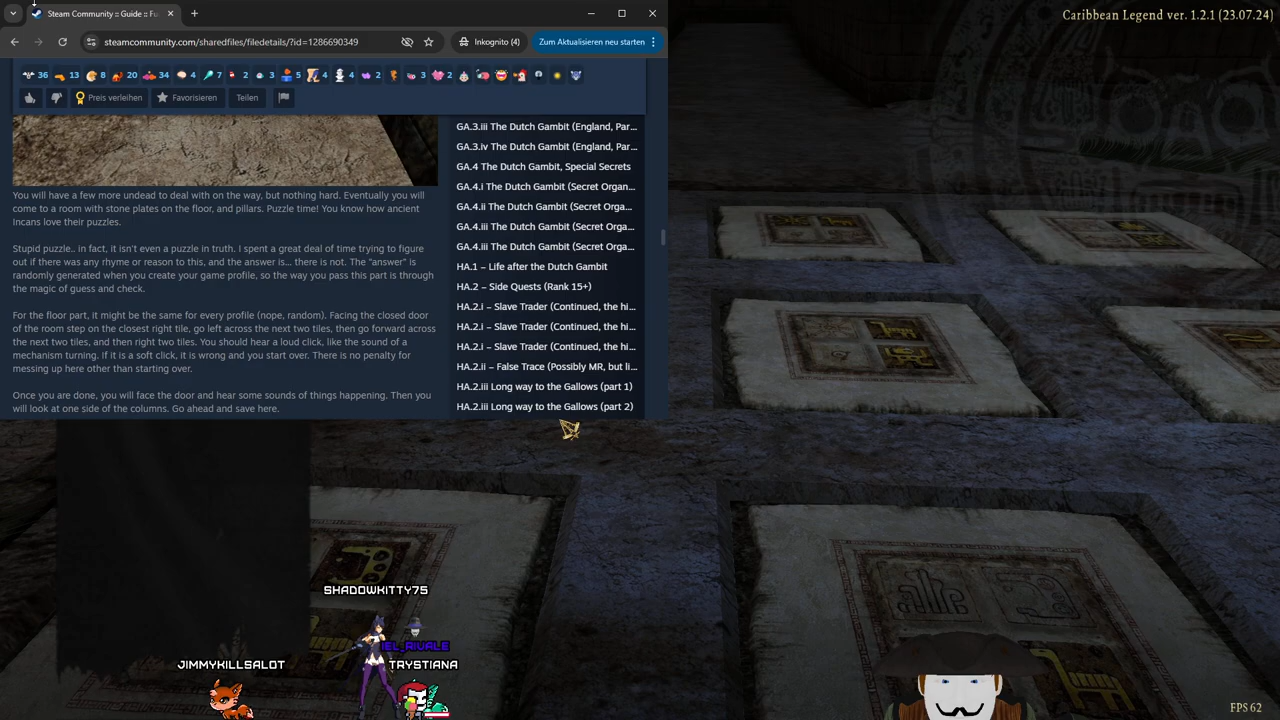 Steam Community :: Guide :: Fu
steamcommunity.com/sharedfiles/filedetails/?id=1286690349
Inkognito (4)
Zum Aktualisieren neu starten
Caribbean Legend ver. 1.2.1 (23.07.24)
36 13 8 20 34 4 7 2 3 5 4 4 2 3 2
Preis verleihen
Favorisieren
Teilen
You will have a few more undead to deal with on the way, but nothing hard. Eventually you will
come to a room with stone plates on the floor, and pillars. Puzzle time! You know how ancient
Incans love their puzzles.
Stupid puzzle.. in fact, it isn't even a puzzle in truth. I spent a great deal of time trying to figure
out if there was any rhyme or reason to this, and the answer is... there is not. The "answer" is
randomly generated when you create your game profile, so the way you pass this part is through
the magic of guess and check.
For the floor part, it might be the same for every profile (nope, random). Facing the closed door
of the room step on the closest right tile, go left across the next two tiles, then go forward across
the next two tiles, and then right two tiles. You should hear a loud click, like the sound of a
mechanism turning. If it is a soft click, it is wrong and you start over. There is no penalty for
messing up here other than starting over.
Once you are done, you will face the door and hear some sounds of things happening. Then you
will look at one side of the columns. Go ahead and save here.
GA.3.iii The Dutch Gambit (England, Par...
GA.3.iv The Dutch Gambit (England, Par...
GA.4 The Dutch Gambit, Special Secrets
GA.4.i The Dutch Gambit (Secret Organ...
GA.4.ii The Dutch Gambit (Secret Orga...
GA.4.iii The Dutch Gambit (Secret Orga...
GA.4.iii The Dutch Gambit (Secret Orga...
HA.1 – Life after the Dutch Gambit
HA.2 – Side Quests (Rank 15+)
HA.2.i – Slave Trader (Continued, the hi...
HA.2.i – Slave Trader (Continued, the hi...
HA.2.i – Slave Trader (Continued, the hi...
HA.2.ii – False Trace (Possibly MR, but li...
HA.2.iii Long way to the Gallows (part 1)
HA.2.iii Long way to the Gallows (part 2)
SHADOWKITTY75
IEL_RIVALE
JIMMYKILLSALOT
TRYSTIANA
FPS 62